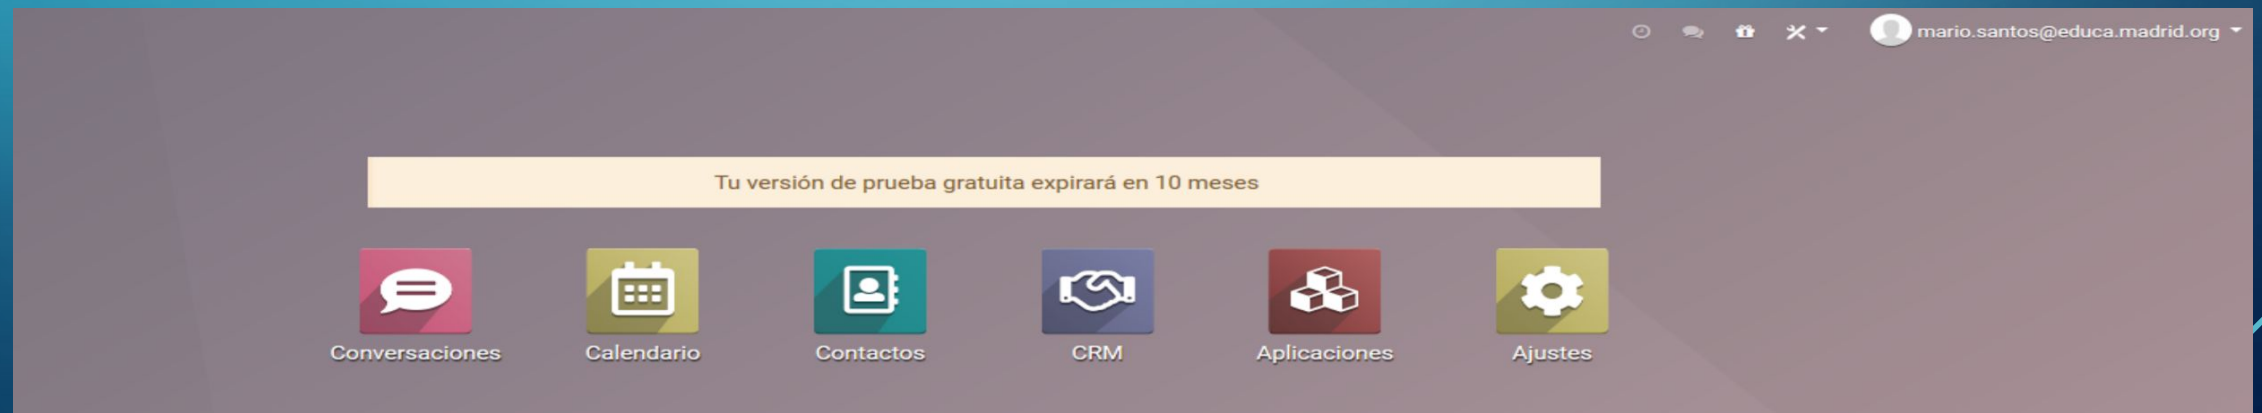 mario.santos@educa.madrid.org
Tu versión de prueba gratuita expirará en 10 meses
Conversaciones
Calendario
Contactos
CRM
Aplicaciones
Ajustes